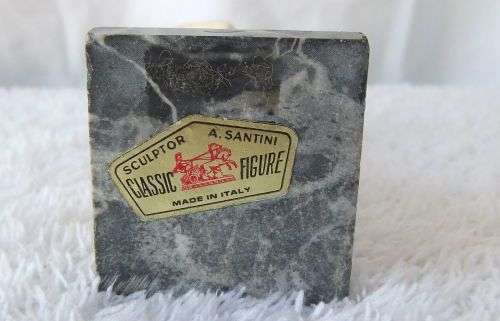 SCULPTOR A. SANTINI
CLASSIC FIGURE
MADE IN ITALY